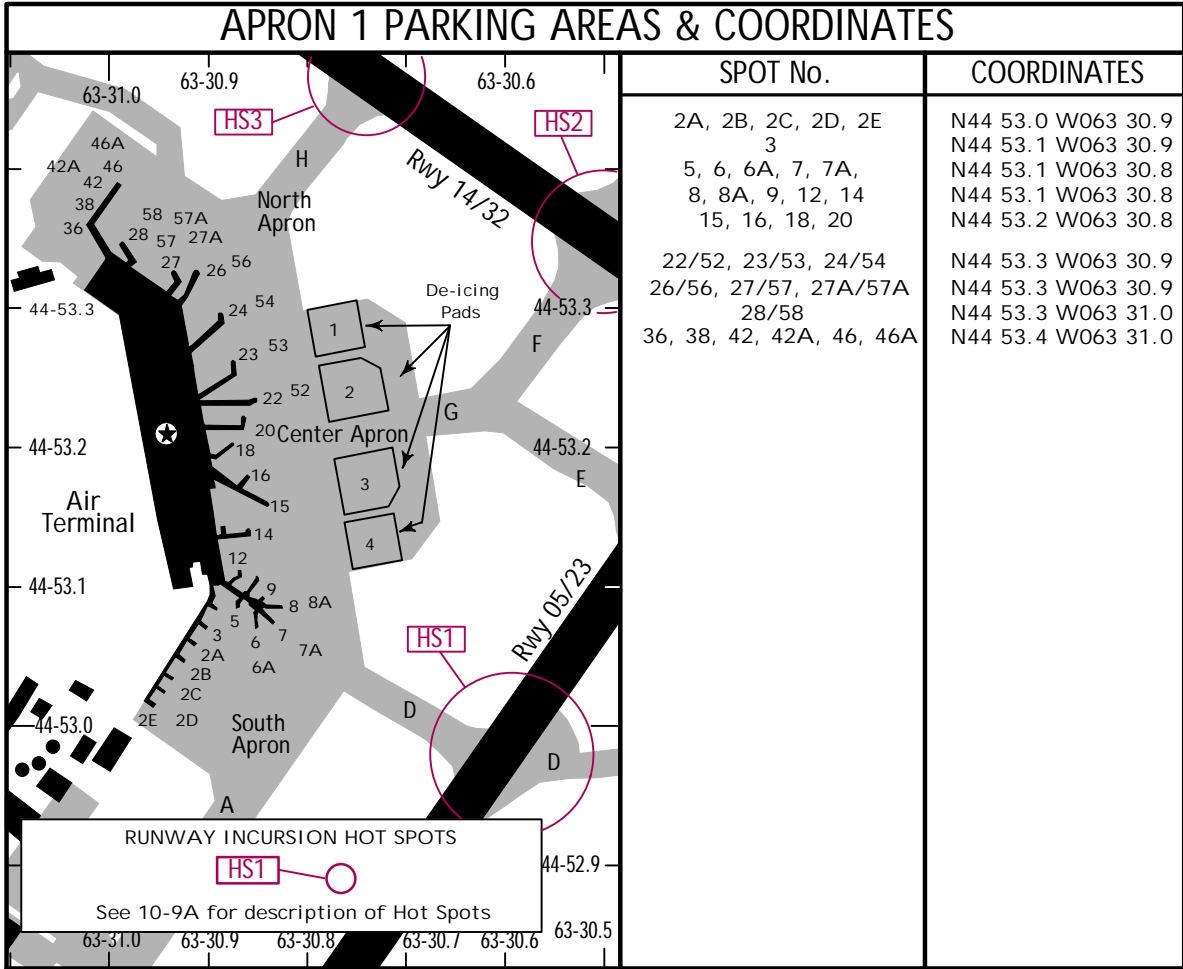 APRON 1 PARKING AREAS & COORDINATES
63-31.0
63-30.9
63-30.6
HS3
HS2
46A
42A 46
42
38
36
H
North
Apron
Rwy 14/32
58 57A
28 57 27A
27 26 56
24 54
23 53
22 52
20
18
16
15
14
12
9
8 8A
7
7A
6
6A
5
3
2A
2B
2C
2D
2E
44-53.3
44-53.3
De-icing
Pads
1
2
3
4
F
G
E
Center Apron
44-53.2
44-53.2
Air
Terminal
44-53.1
Rwy 05/23
HS1
D
D
44-53.0
South
Apron
A
RUNWAY INCURSION HOT SPOTS
HS1
See 10-9A for description of Hot Spots
44-52.9
63-31.0 63-30.9 63-30.8 63-30.7 63-30.6 63-30.5
SPOT No. COORDINATES
2A, 2B, 2C, 2D, 2E N44 53.0 W063 30.9
3 N44 53.1 W063 30.9
5, 6, 6A, 7, 7A, N44 53.1 W063 30.8
8, 8A, 9, 12, 14 N44 53.1 W063 30.8
15, 16, 18, 20 N44 53.2 W063 30.8
22/52, 23/53, 24/54 N44 53.3 W063 30.9
26/56, 27/57, 27A/57A N44 53.3 W063 30.9
28/58 N44 53.3 W063 31.0
36, 38, 42, 42A, 46, 46A N44 53.4 W063 31.0